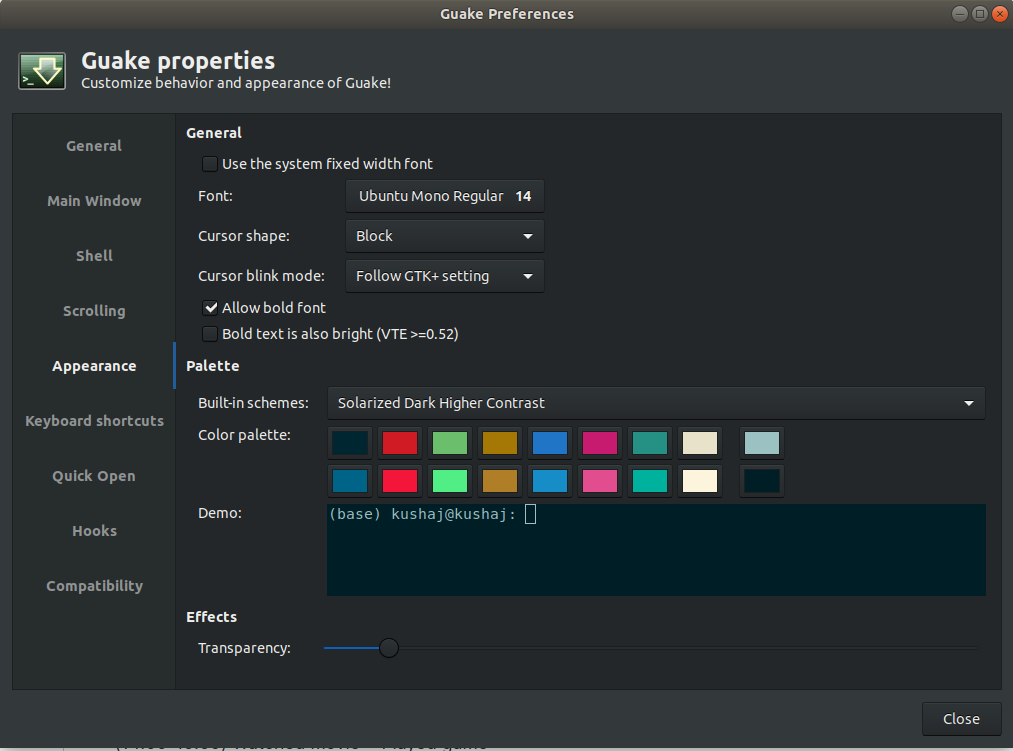 Guake Preferences
Guake properties
Customize behavior and appearance of Guake!
General
Main Window
Shell
Scrolling
Appearance
Keyboard shortcuts
Quick Open
Hooks
Compatibility
General
Use the system fixed width font
Font: Ubuntu Mono Regular 14
Cursor shape: Block
Cursor blink mode: Follow GTK+ setting
Allow bold font
Bold text is also bright (VTE >=0.52)
Palette
Built-in schemes: Solarized Dark Higher Contrast
Color palette:
Demo: (base) kushaj@kushaj:
Effects
Transparency:
Close